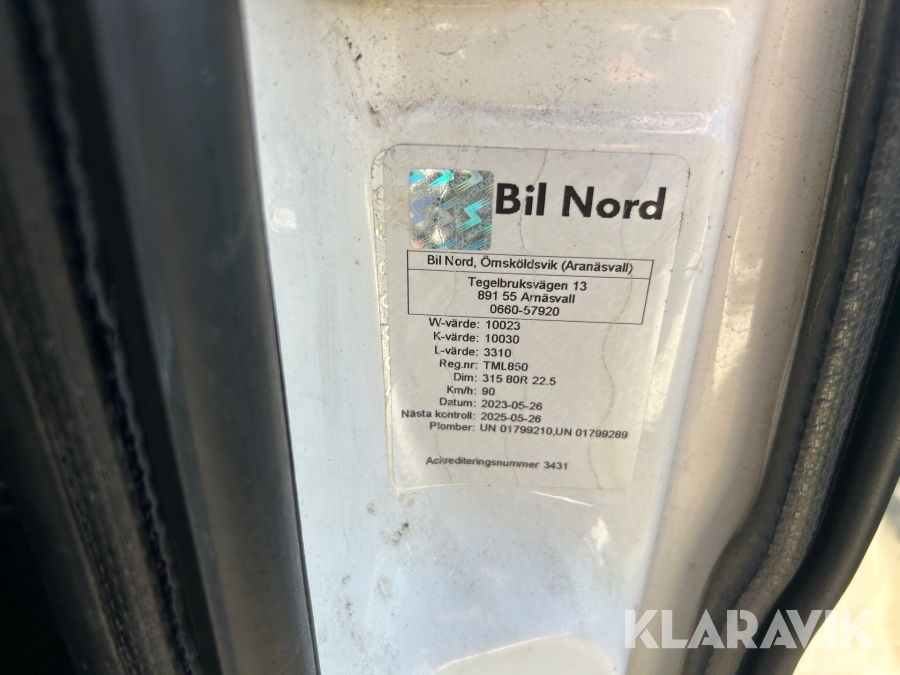 Bil Nord
Bil Nord, Örnsköldsvik (Aranäsvall)
Tegelbruksvägen 13
891 55 Arnäsvall
0660-57920
W-värde: 10023
K-värde: 10030
L-värde: 3310
Reg.nr: TML850
Dim: 315 80R 22.5
Km/h: 90
Datum: 2023-05-26
Nästa kontroll: 2025-05-26
Plomber: UN 01799210,UN 01799289
Ackrediteringsnummer 3431
KLARAVIK